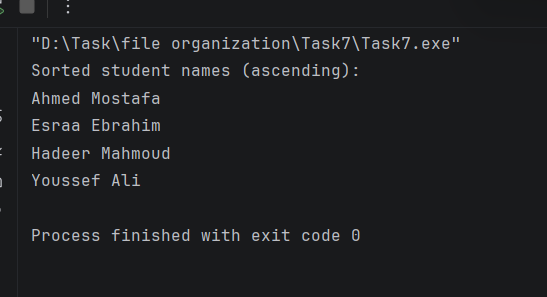 "D:\Task\file organization\Task7\Task7.exe"
Sorted student names (ascending):
Ahmed Mostafa
Esraa Ebrahim
Hadeer Mahmoud
Youssef Ali
Process finished with exit code 0